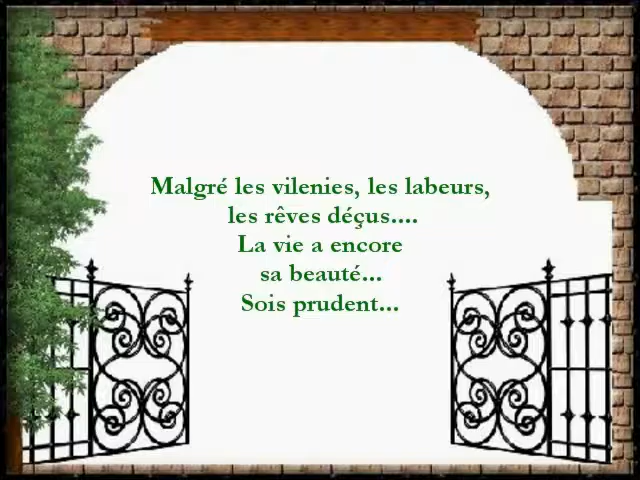 Malgré les vilenies, les labeurs,
les rêves déçus....
La vie a encore
sa beauté...
Sois prudent...